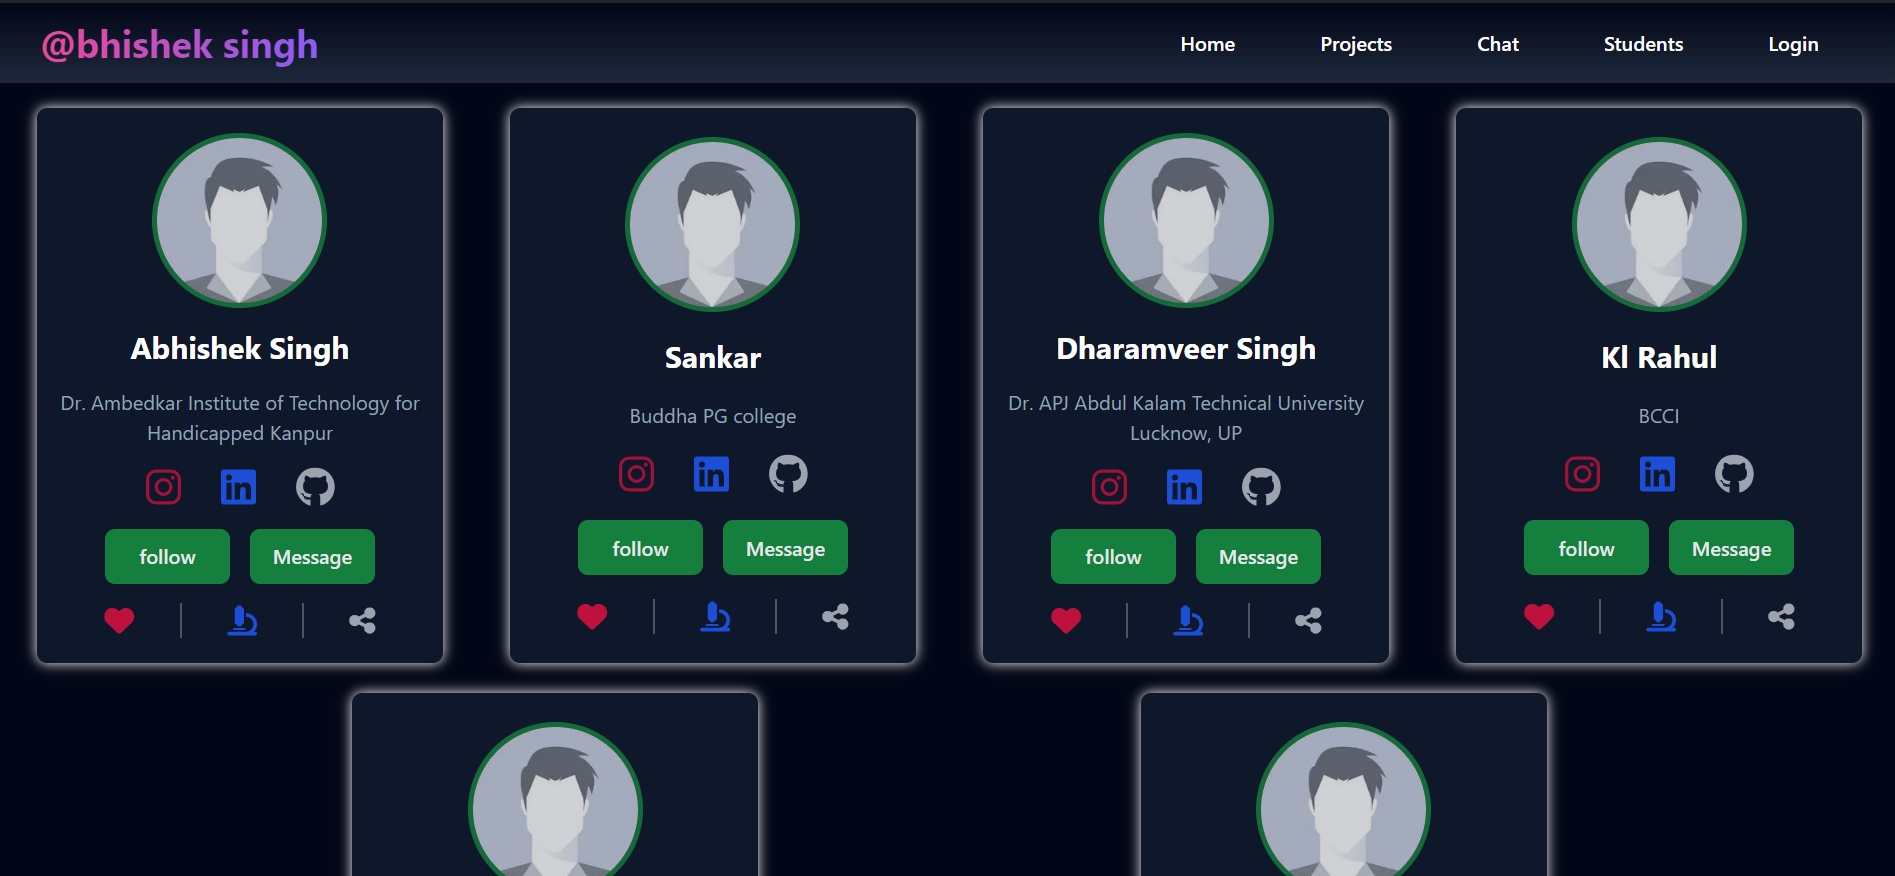 @bhishek singh
Home Projects Chat Students Login
Abhishek Singh
Dr. Ambedkar Institute of Technology for
Handicapped Kanpur
follow Message
Sankar
Buddha PG college
follow Message
Dharamveer Singh
Dr. APJ Abdul Kalam Technical University
Lucknow, UP
follow Message
Kl Rahul
BCCI
follow Message